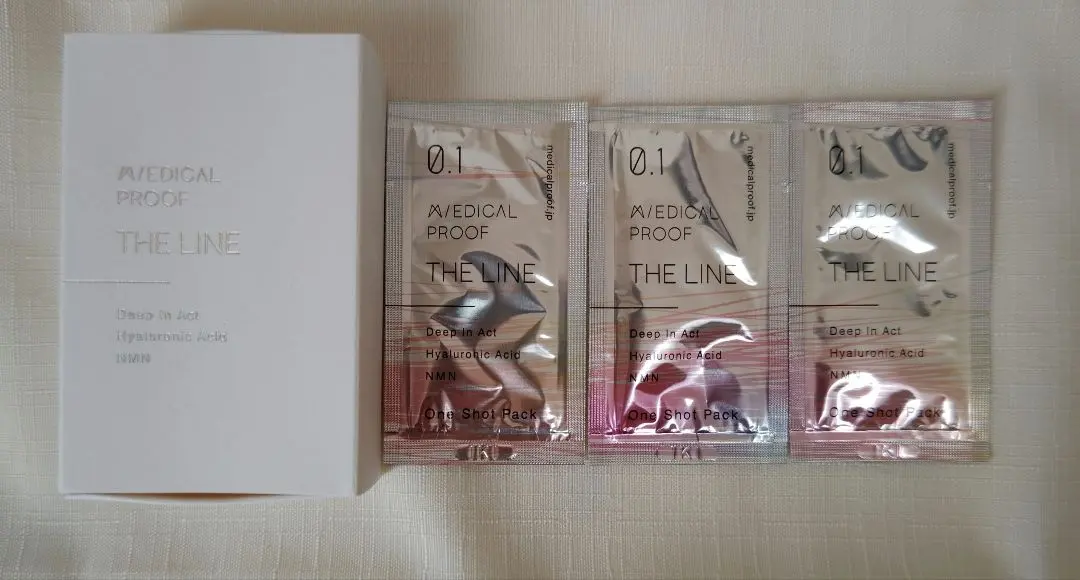 MEDICAL
PROOF
THE LINE
Deep In Act
Hyaluronic Acid
NMN
0.1
medicalproof.jp
MEDICAL
PROOF
THE LINE
Deep In Act
Hyaluronic Acid
NMN
One Shot Pack
0.1
medicalproof.jp
MEDICAL
PROOF
THE LINE
Deep In Act
Hyaluronic Acid
NMN
One Shot Pack
0.1
medicalproof.jp
MEDICAL
PROOF
THE LINE
Deep In Act
Hyaluronic Acid
NMN
One Shot Pack